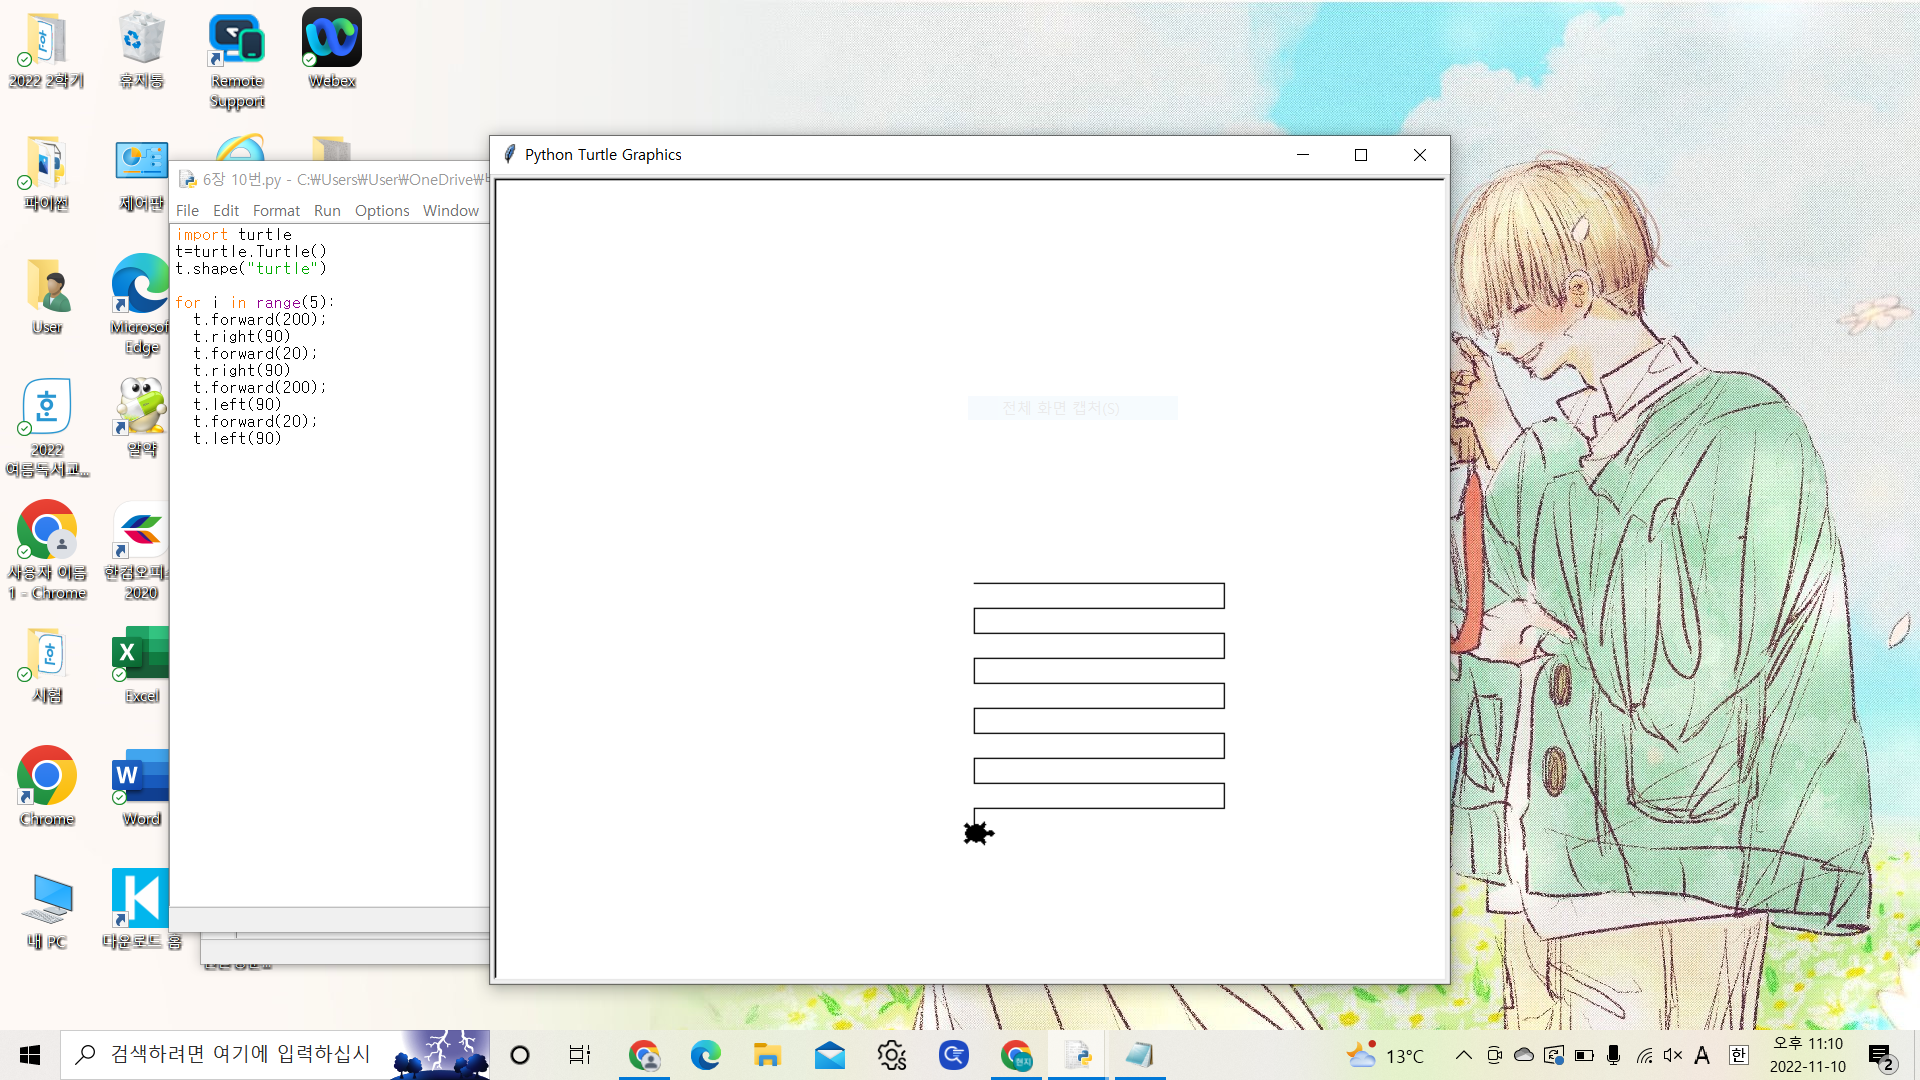 2022 2학기
휴지통
Remote
Support
Webex
파이썬
제어판
User
Microsof
Edge
2022
여름독서교...
알약
사용자 이름
1 - Chrome
한컴오피
2020
시험
Excel
Chrome
Word
내 PC
다운로드 홈
6장 10번.py - C:₩Users₩User₩OneDrive₩
File Edit Format Run Options Window
import turtle
t=turtle.Turtle()
t.shape("turtle")
for i in range(5):
t.forward(200);
t.right(90)
t.forward(20);
t.right(90)
t.forward(200);
t.left(90)
t.forward(20);
t.left(90)
Python Turtle Graphics
전체 화면 캡처(S)
검색하려면 여기에 입력하십시
13°C
A
한
오후 11:10
2022-11-10
2